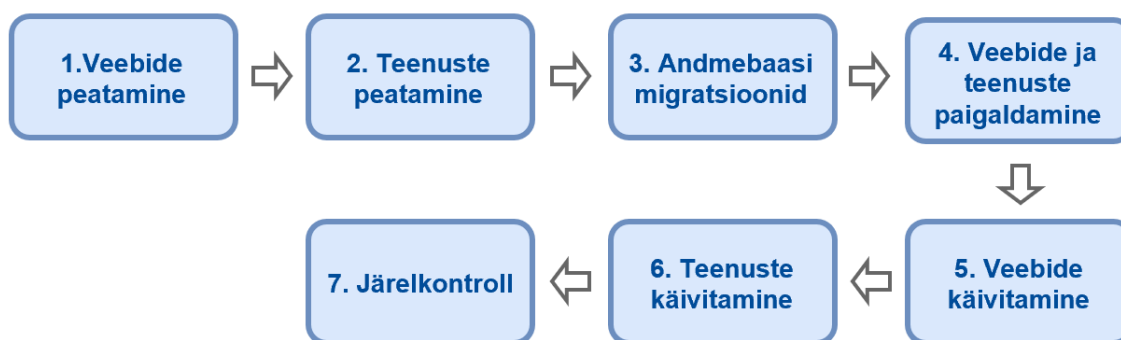 1.Veebide
peatamine
2. Teenuste
peatamine
3. Andmebaasi
migratsioonid
4. Veebide ja
teenuste
paigaldamine
5. Veebide
käivitamine
6. Teenuste
käivitamine
7. Järelkontroll